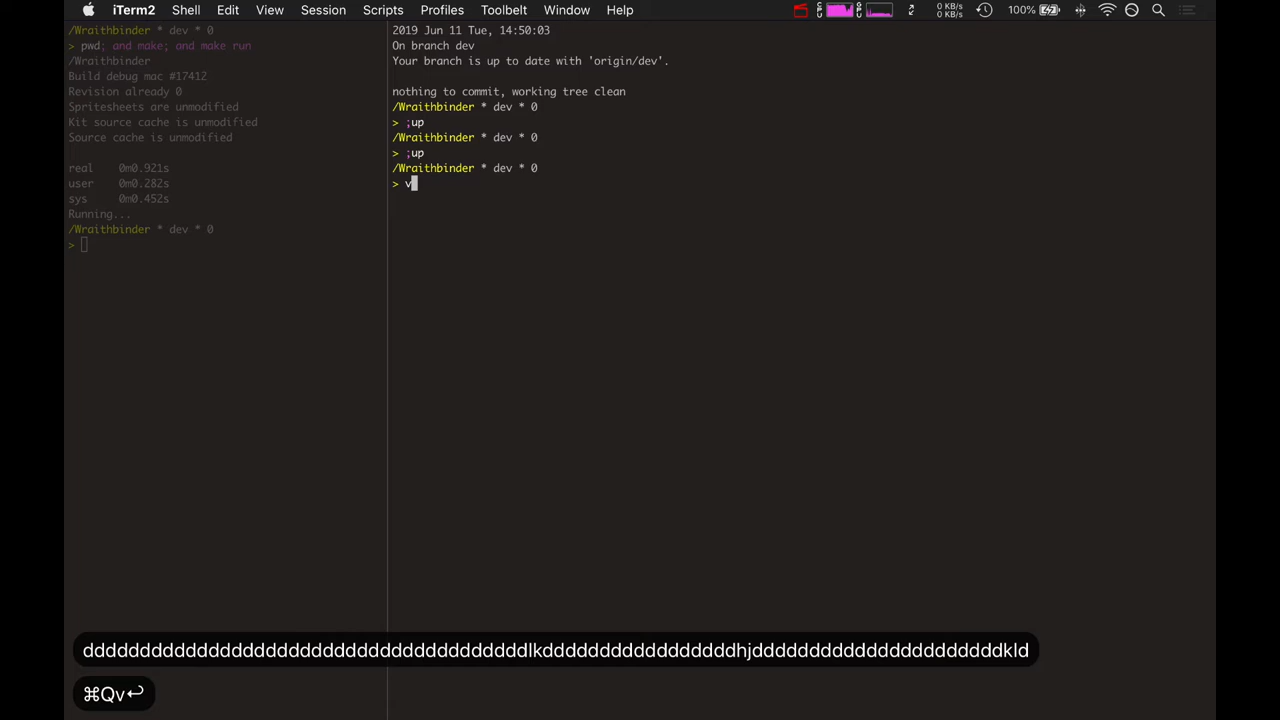 iTerm2 Shell Edit View Session Scripts Profiles Toolbelt Window Help 0 KB/s 0 KB/s 100%
/Wraithbinder * dev * 0
> pwd; and make; and make run
/Wraithbinder
Build debug mac #17412
Revision already 0
Spritesheets are unmodified
Kit source cache is unmodified
Source cache is unmodified
real 0m0.921s
user 0m0.282s
sys 0m0.452s
Running...
/Wraithbinder * dev * 0
>
2019 Jun 11 Tue, 14:50:03
On branch dev
Your branch is up to date with 'origin/dev'.
nothing to commit, working tree clean
/Wraithbinder * dev * 0
> ;up
/Wraithbinder * dev * 0
> ;up
/Wraithbinder * dev * 0
> v
⌘Qv↩